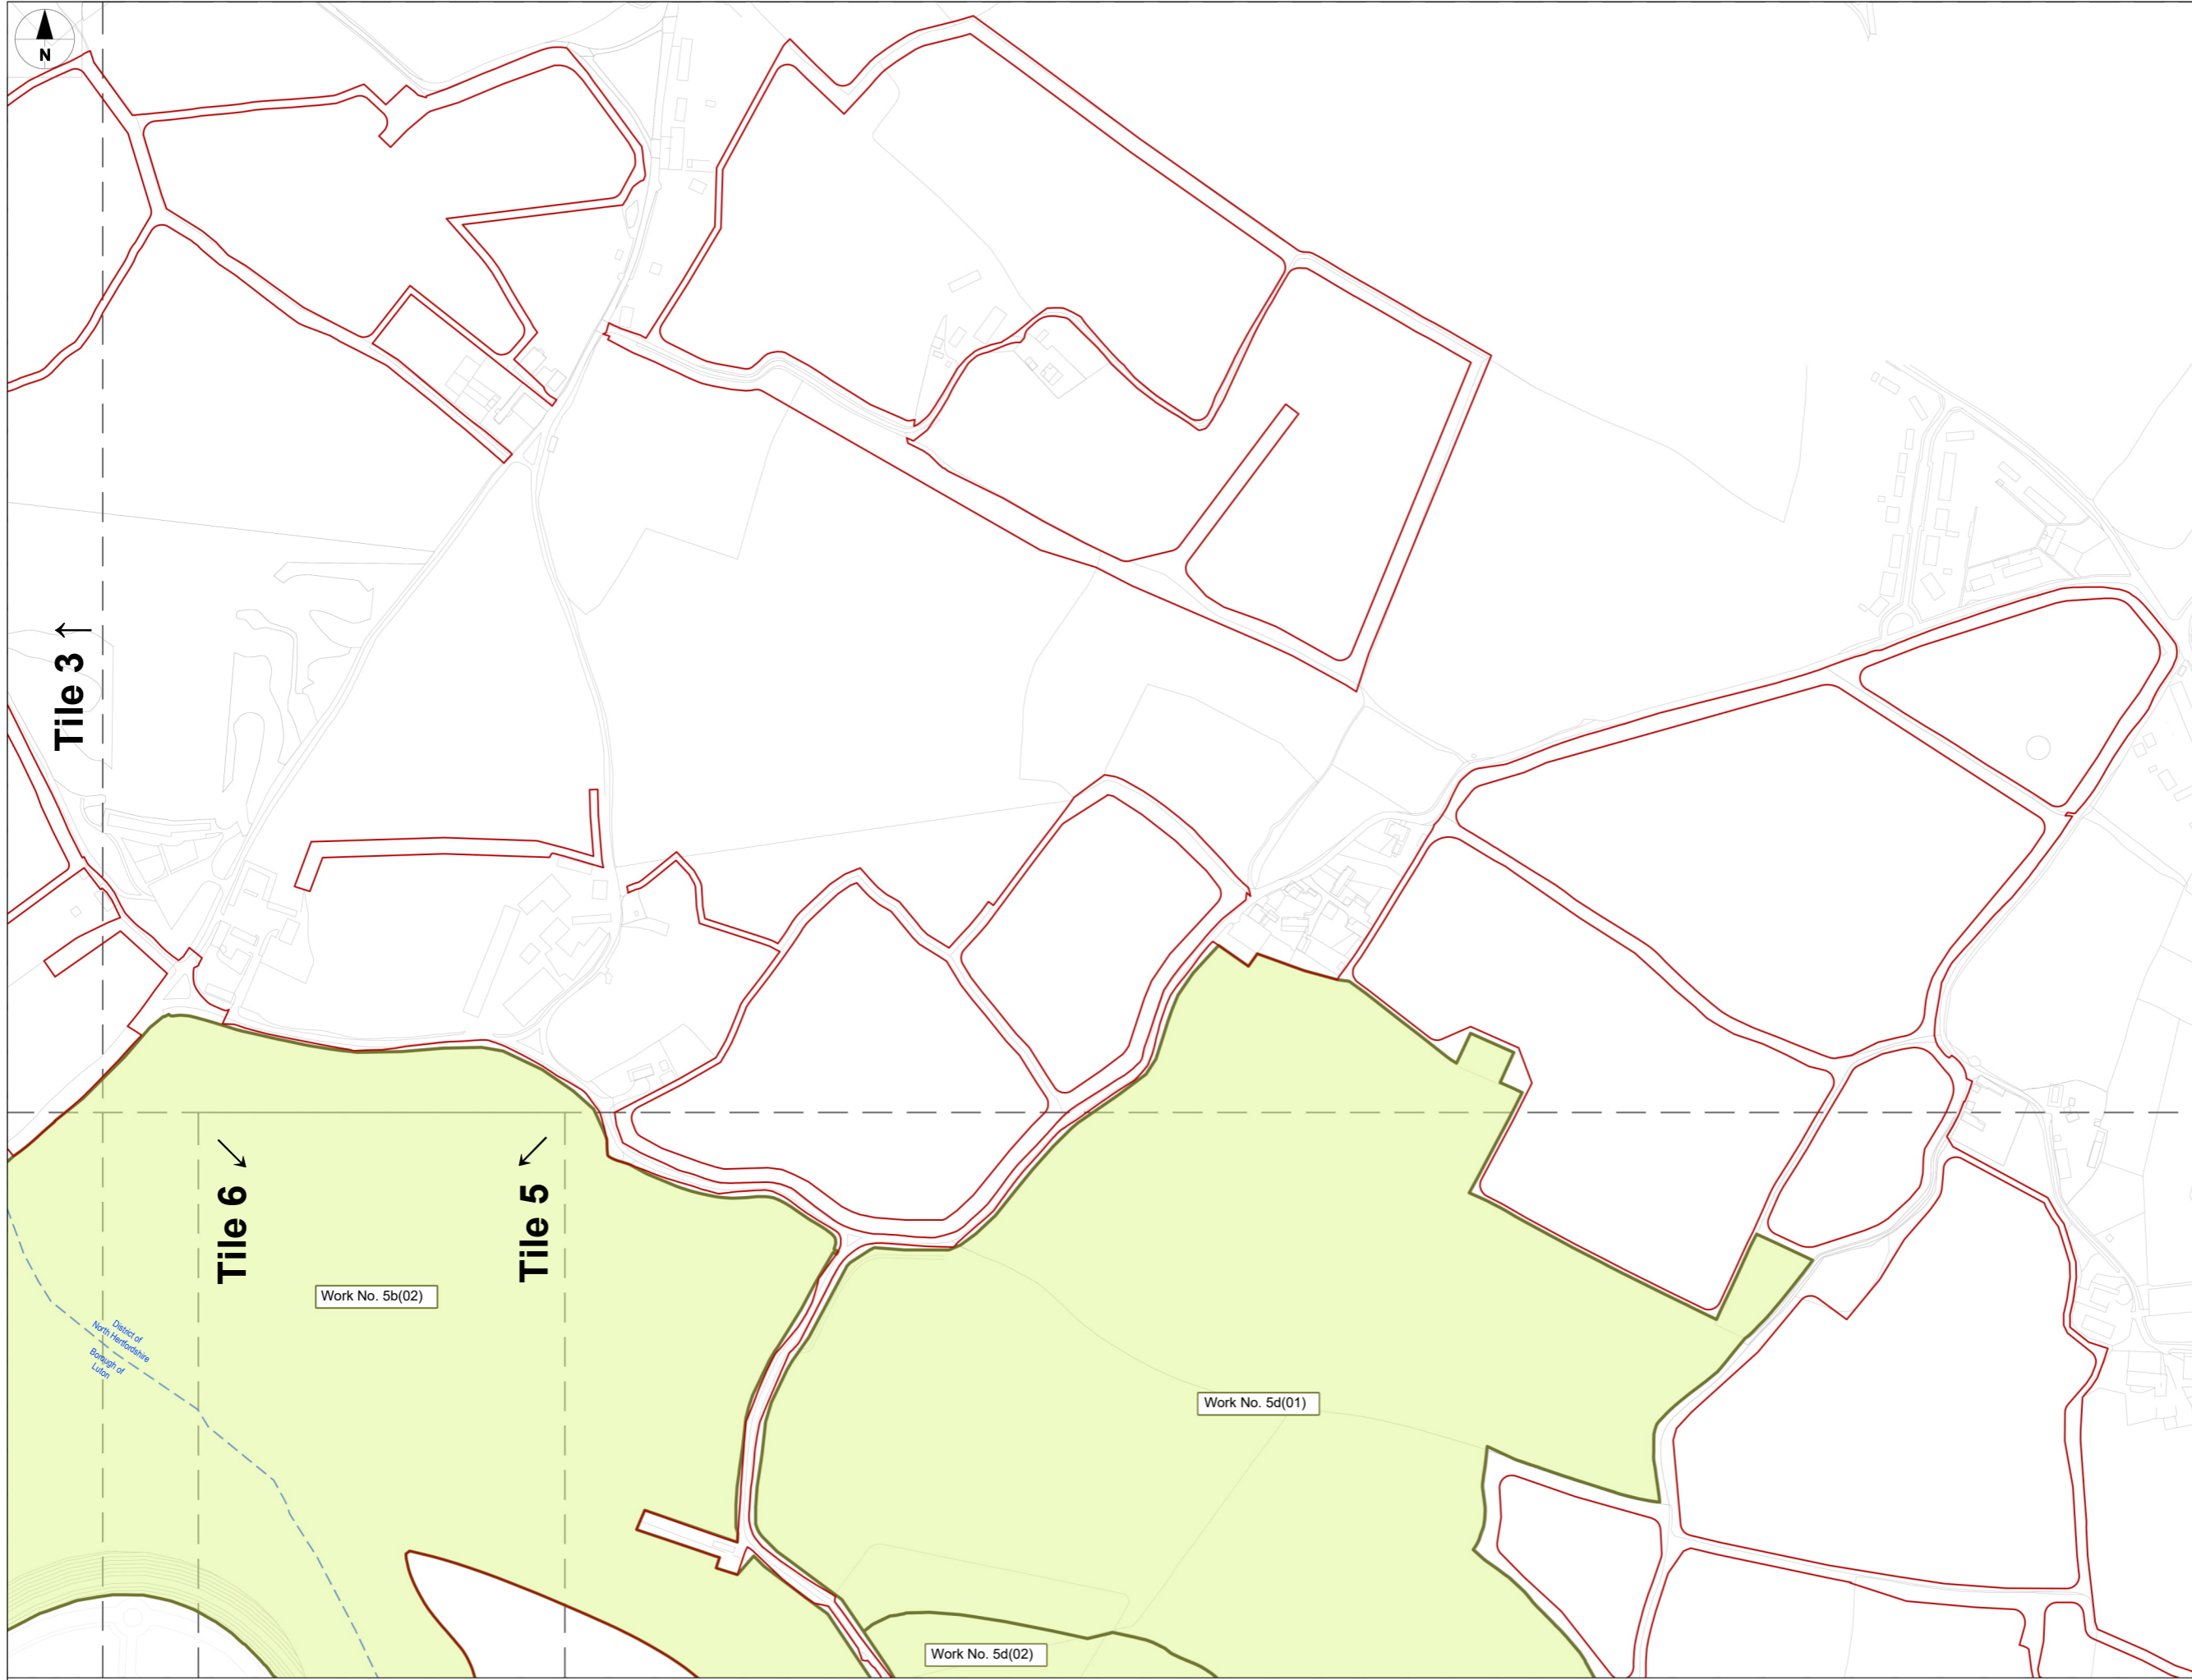 N
Tile 3
Tile 6
Tile 5
Work No. 5b(02)
District of
North Hertfordshire
Borough of
Luton
Work No. 5d(01)
Work No. 5d(02)